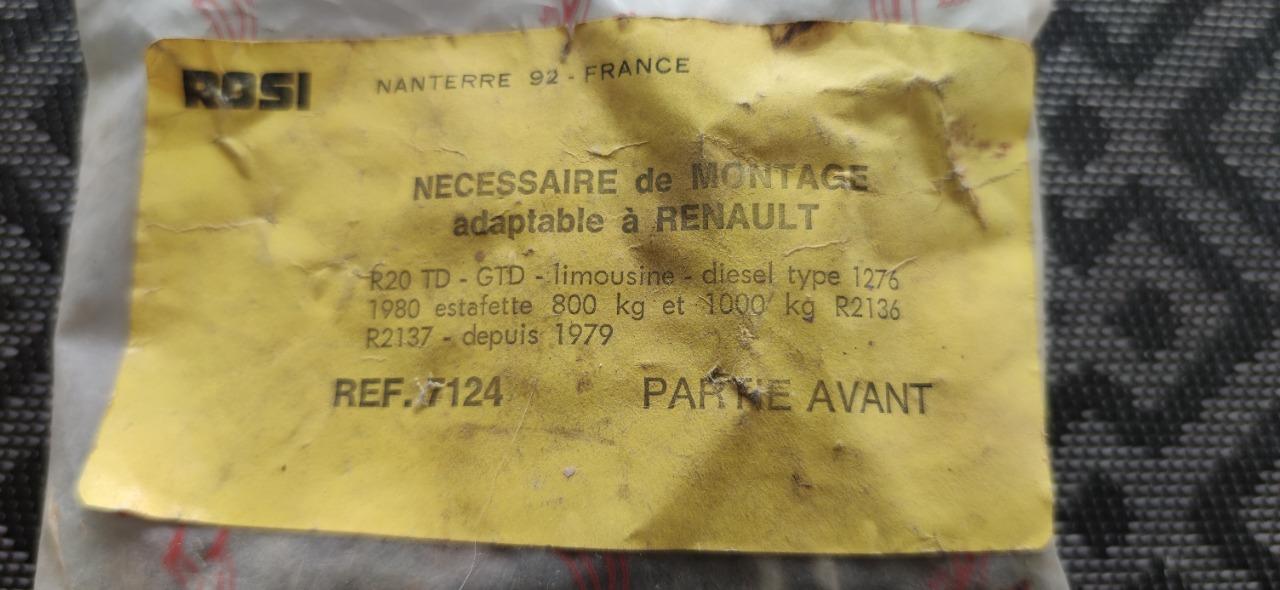 ROSI NANTERRE 92 - FRANCE
NECESSAIRE de MONTAGE
adaptable à RENAULT
R20 TD - GTD - limousine - diesel type 1276
1980 estafette 800 kg et 1000 kg R2136
R2137 - depuis 1979
REF. 7124 PARTIE AVANT